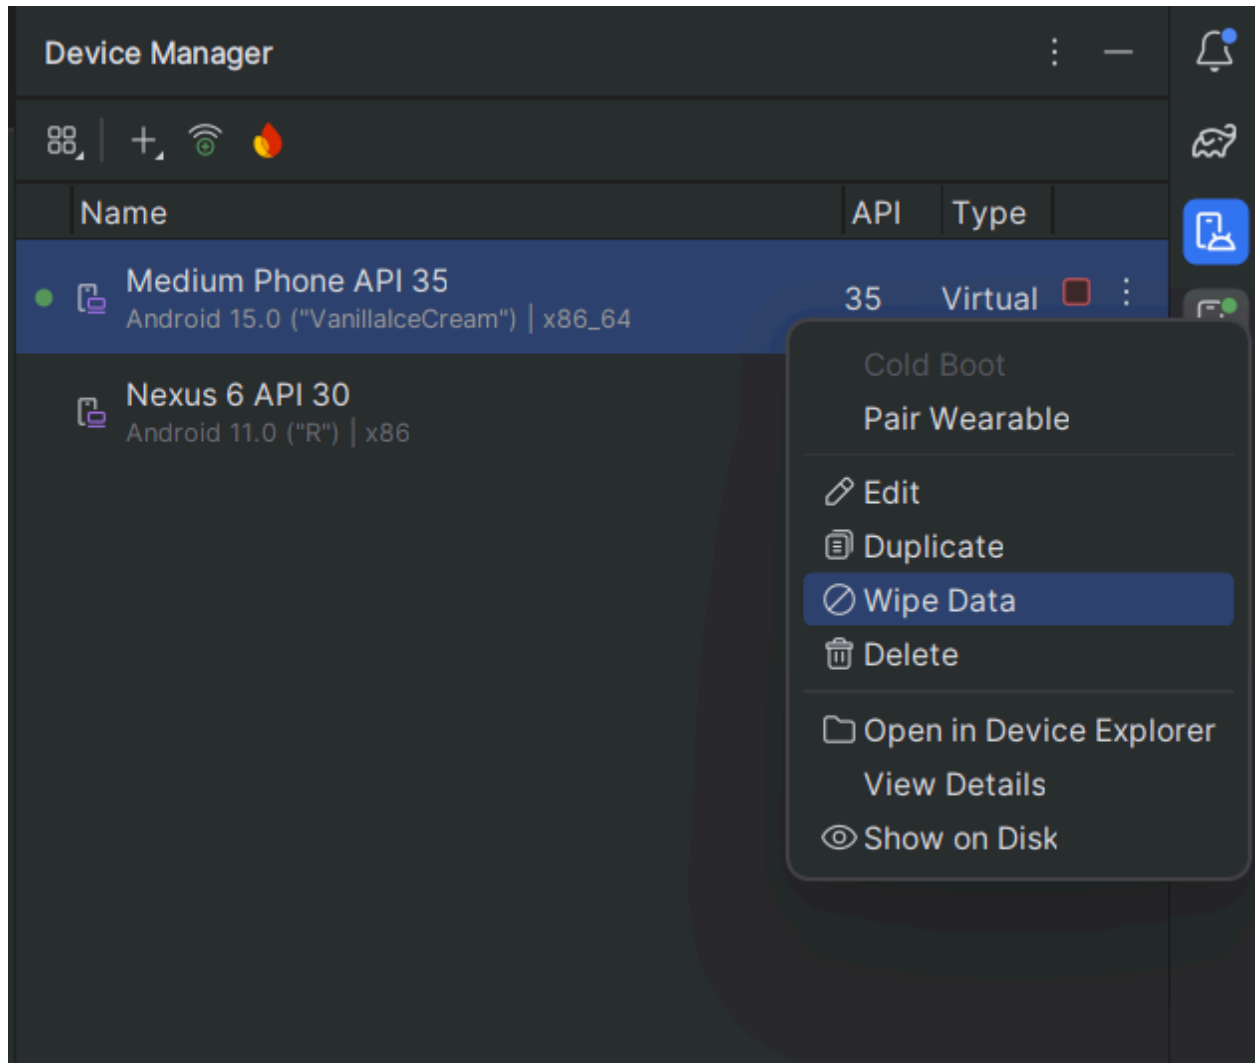 Device Manager
Name API Type
Medium Phone API 35
Android 15.0 ("VanillaIceCream") | x86_64
35 Virtual
Nexus 6 API 30
Android 11.0 ("R") | x86
Cold Boot
Pair Wearable
Edit
Duplicate
Wipe Data
Delete
Open in Device Explorer
View Details
Show on Disk